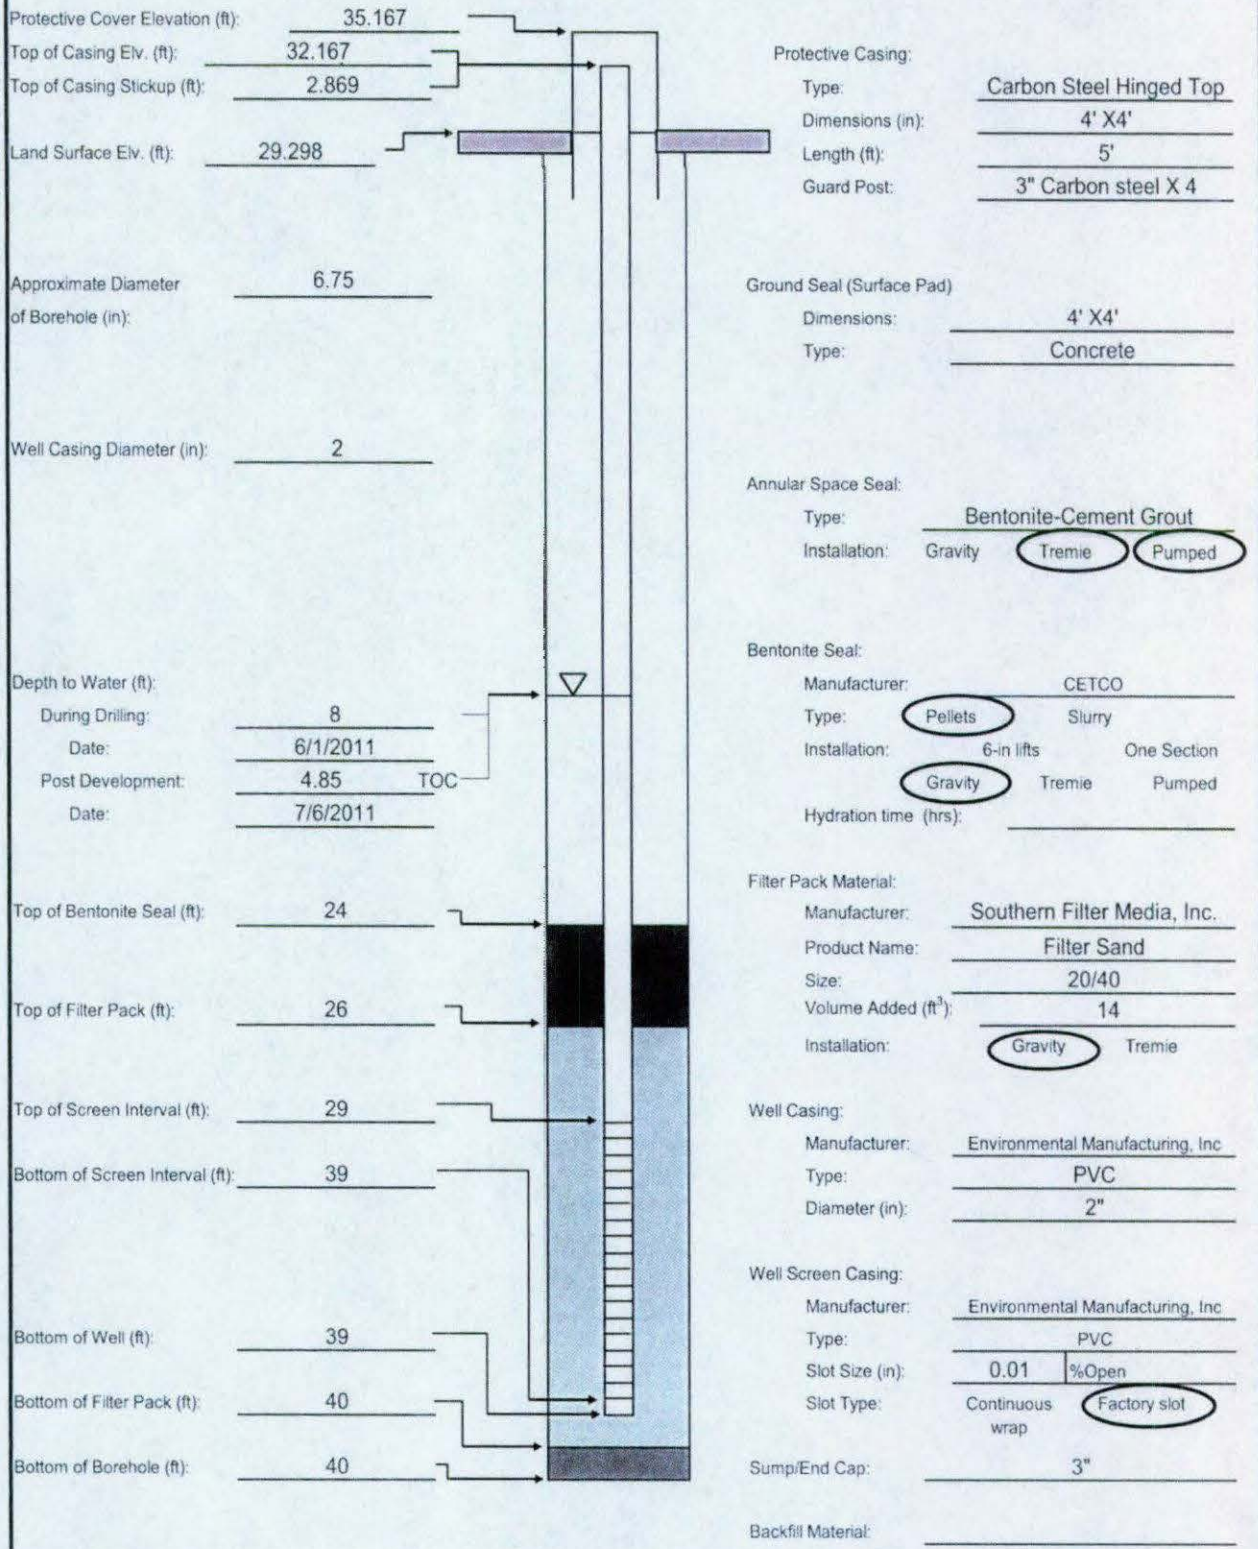 Protective Cover Elevation (ft): 35.167
Top of Casing Elv. (ft): 32.167
Top of Casing Stickup (ft): 2.869
Land Surface Elv. (ft): 29.298
Approximate Diameter 6.75
of Borehole (in):
Well Casing Diameter (in): 2
Depth to Water (ft):
During Drilling: 8
Date: 6/1/2011
Post Development: 4.85 TOC
Date: 7/6/2011
Top of Bentonite Seal (ft): 24
Top of Filter Pack (ft): 26
Top of Screen Interval (ft): 29
Bottom of Screen Interval (ft): 39
Bottom of Well (ft): 39
Bottom of Filter Pack (ft): 40
Bottom of Borehole (ft): 40
Protective Casing:
Type: Carbon Steel Hinged Top
Dimensions (in): 4' X4'
Length (ft): 5'
Guard Post: 3" Carbon steel X 4
Ground Seal (Surface Pad)
Dimensions: 4' X4'
Type: Concrete
Annular Space Seal:
Type: Bentonite-Cement Grout
Installation: Gravity Tremie Pumped
Bentonite Seal:
Manufacturer: CETCO
Type: Pellets Slurry
Installation: 6-in lifts One Section
Gravity Tremie Pumped
Hydration time (hrs):
Filter Pack Material:
Manufacturer: Southern Filter Media, Inc.
Product Name: Filter Sand
Size: 20/40
Volume Added (ft³): 14
Installation: Gravity Tremie
Well Casing:
Manufacturer: Environmental Manufacturing, Inc
Type: PVC
Diameter (in): 2"
Well Screen Casing:
Manufacturer: Environmental Manufacturing, Inc
Type: PVC
Slot Size (in): 0.01 %Open
Slot Type: Continuous Factory slot
wrap
Sump/End Cap: 3"
Backfill Material: